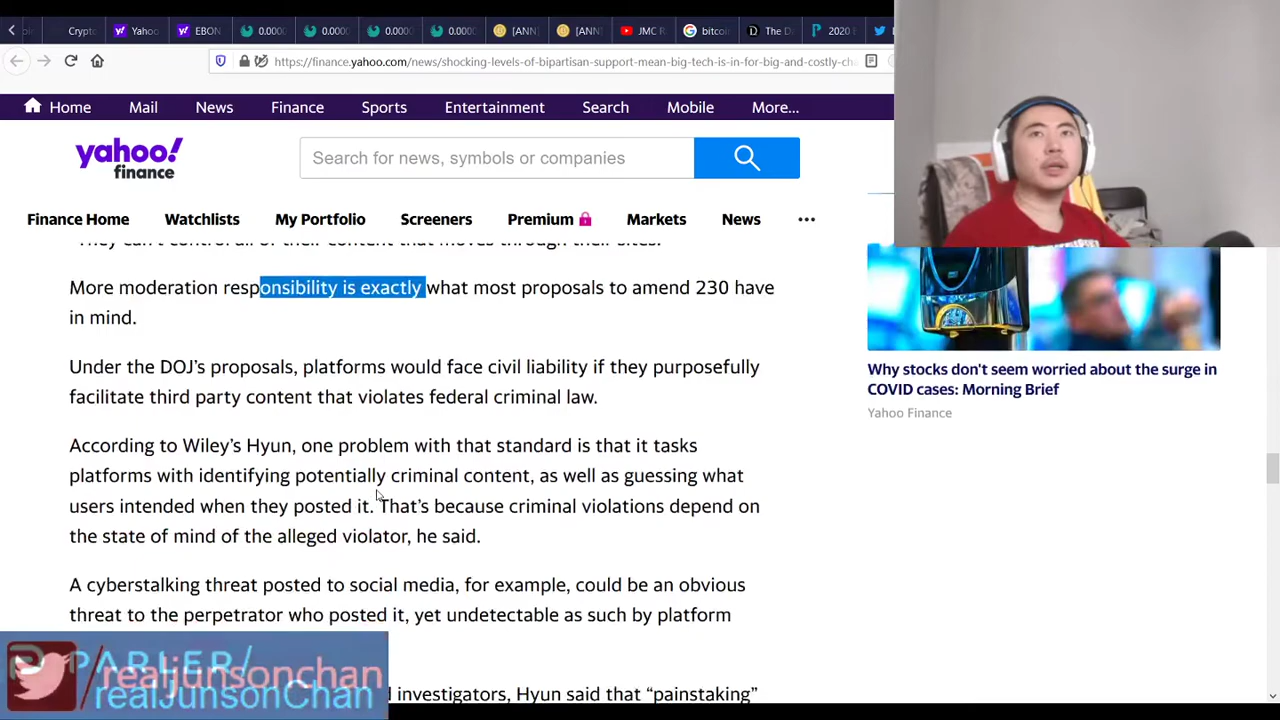 Crypto
Yahoo
EBON
0.0000
0.0000
0.0000
0.0000
[ANN]
[ANN]
JMC R
bitcoi
The D
2020 I
https://finance.yahoo.com/news/shocking-levels-of-bipartisan-support-mean-big-tech-is-in-for-big-and-costly-ch
Home
Mail
News
Finance
Sports
Entertainment
Search
Mobile
More...
yahoo!
finance
Search for news, symbols or companies
Finance Home
Watchlists
My Portfolio
Screeners
Premium
Markets
News
"They can't control all of their content that moves through their sites."
More moderation responsibility is exactly what most proposals to amend 230 have
in mind.
Under the DOJ's proposals, platforms would face civil liability if they purposefully
facilitate third party content that violates federal criminal law.
According to Wiley's Hyun, one problem with that standard is that it tasks
platforms with identifying potentially criminal content, as well as guessing what
users intended when they posted it. That's because criminal violations depend on
the state of mind of the alleged violator, he said.
A cyberstalking threat posted to social media, for example, could be an obvious
threat to the perpetrator who posted it, yet undetectable as such by platform
investigators, Hyun said that "painstaking"
Why stocks don't seem worried about the surge in
COVID cases: Morning Brief
Yahoo Finance
PARLER/
/realjunsonchan
/realjunsonChan